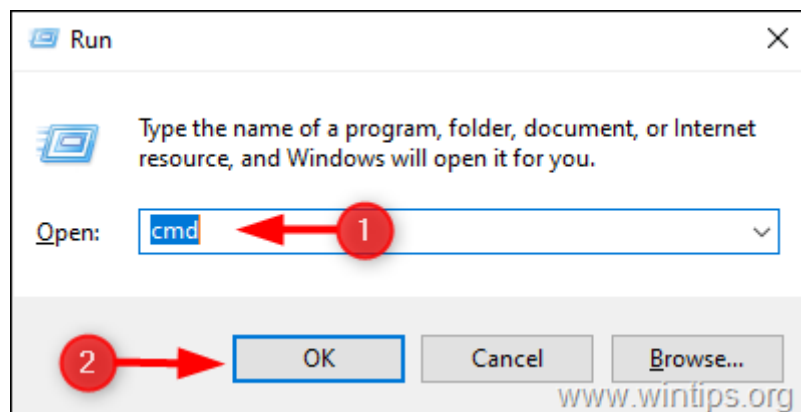 Run
Type the name of a program, folder, document, or Internet
resource, and Windows will open it for you.
Open: cmd 1
2 OK Cancel Browse...
www.wintips.org